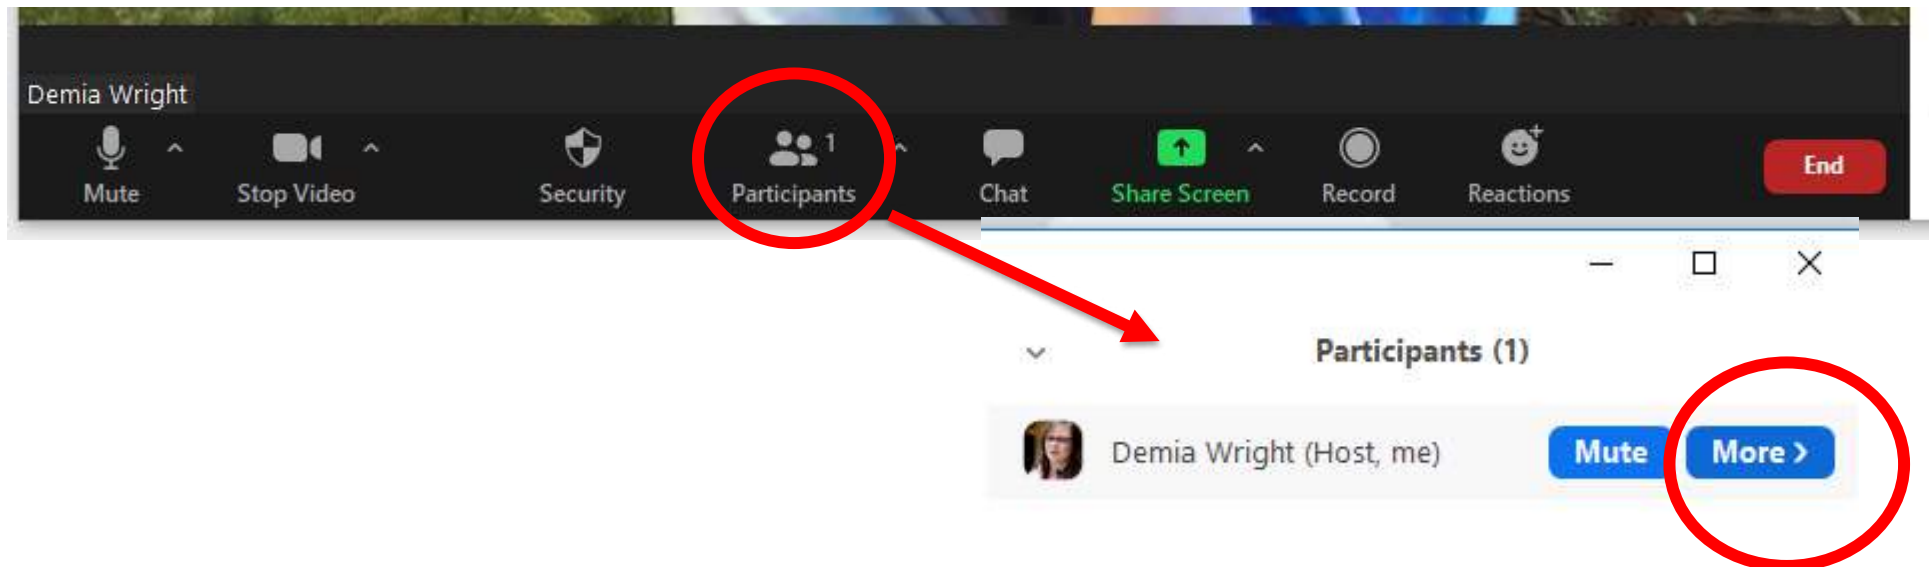 Demia Wright
1
Mute Stop Video Security Participants Chat Share Screen Record Reactions End
Participants (1)
Demia Wright (Host, me) Mute More >